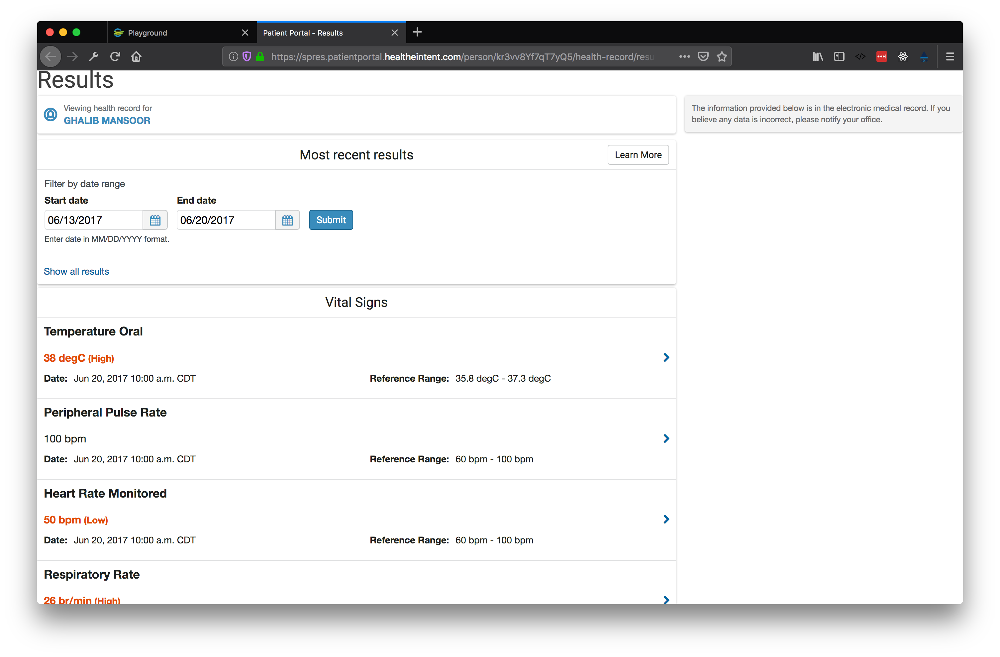 Playground
Patient Portal - Results
https://spres.patientportal.healtheintent.com/person/kr3vv8Yf7qT7yQ5/health-record/resu
Results
Viewing health record for
GHALIB MANSOOR
The information provided below is in the electronic medical record. If you
believe any data is incorrect, please notify your office.
Most recent results
Learn More
Filter by date range
Start date End date
06/13/2017 06/20/2017 Submit
Enter date in MM/DD/YYYY format.
Show all results
Vital Signs
Temperature Oral
38 degC (High)
Date: Jun 20, 2017 10:00 a.m. CDT Reference Range: 35.8 degC - 37.3 degC
Peripheral Pulse Rate
100 bpm
Date: Jun 20, 2017 10:00 a.m. CDT Reference Range: 60 bpm - 100 bpm
Heart Rate Monitored
50 bpm (Low)
Date: Jun 20, 2017 10:00 a.m. CDT Reference Range: 60 bpm - 100 bpm
Respiratory Rate
26 br/min (High)